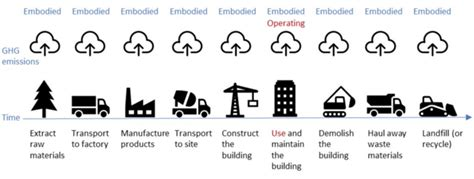 Embodied Embodied Embodied Embodied Embodied Embodied Embodied Embodied
Operating
GHG
emissions
Time
Extract
raw
materials
Transport
to factory
Manufacture
products
Transport
to site
Construct
the
building
Use and
maintain
the
building
Demolish
the
building
Haul away
waste
materials
Landfill (or
recycle)